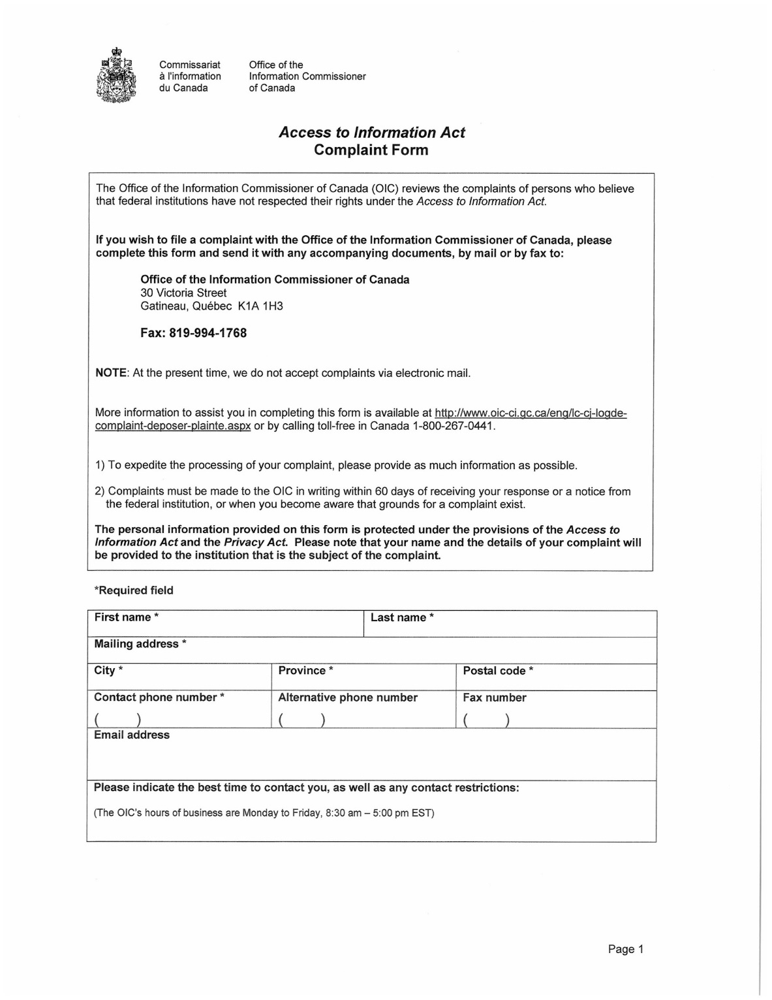 Commissariat
à l'information
du Canada
Office of the
Information Commissioner
of Canada
Access to Information Act
Complaint Form
The Office of the Information Commissioner of Canada (OIC) reviews the complaints of persons who believe
that federal institutions have not respected their rights under the Access to Information Act.
If you wish to file a complaint with the Office of the Information Commissioner of Canada, please
complete this form and send it with any accompanying documents, by mail or by fax to:
Office of the Information Commissioner of Canada
30 Victoria Street
Gatineau, Québec K1A 1H3
Fax: 819-994-1768
NOTE: At the present time, we do not accept complaints via electronic mail.
More information to assist you in completing this form is available at http://www.oic-ci.gc.ca/eng/lc-cj-logde-
complaint-deposer-plainte.aspx or by calling toll-free in Canada 1-800-267-0441.
1) To expedite the processing of your complaint, please provide as much information as possible.
2) Complaints must be made to the OIC in writing within 60 days of receiving your response or a notice from
the federal institution, or when you become aware that grounds for a complaint exist.
The personal information provided on this form is protected under the provisions of the Access to
Information Act and the Privacy Act. Please note that your name and the details of your complaint will
be provided to the institution that is the subject of the complaint.
*Required field
First name * Last name *
Mailing address *
City * Province * Postal code *
Contact phone number * Alternative phone number Fax number
( ) ( ) ( )
Email address
Please indicate the best time to contact you, as well as any contact restrictions:
(The OIC's hours of business are Monday to Friday, 8:30 am – 5:00 pm EST)
Page 1